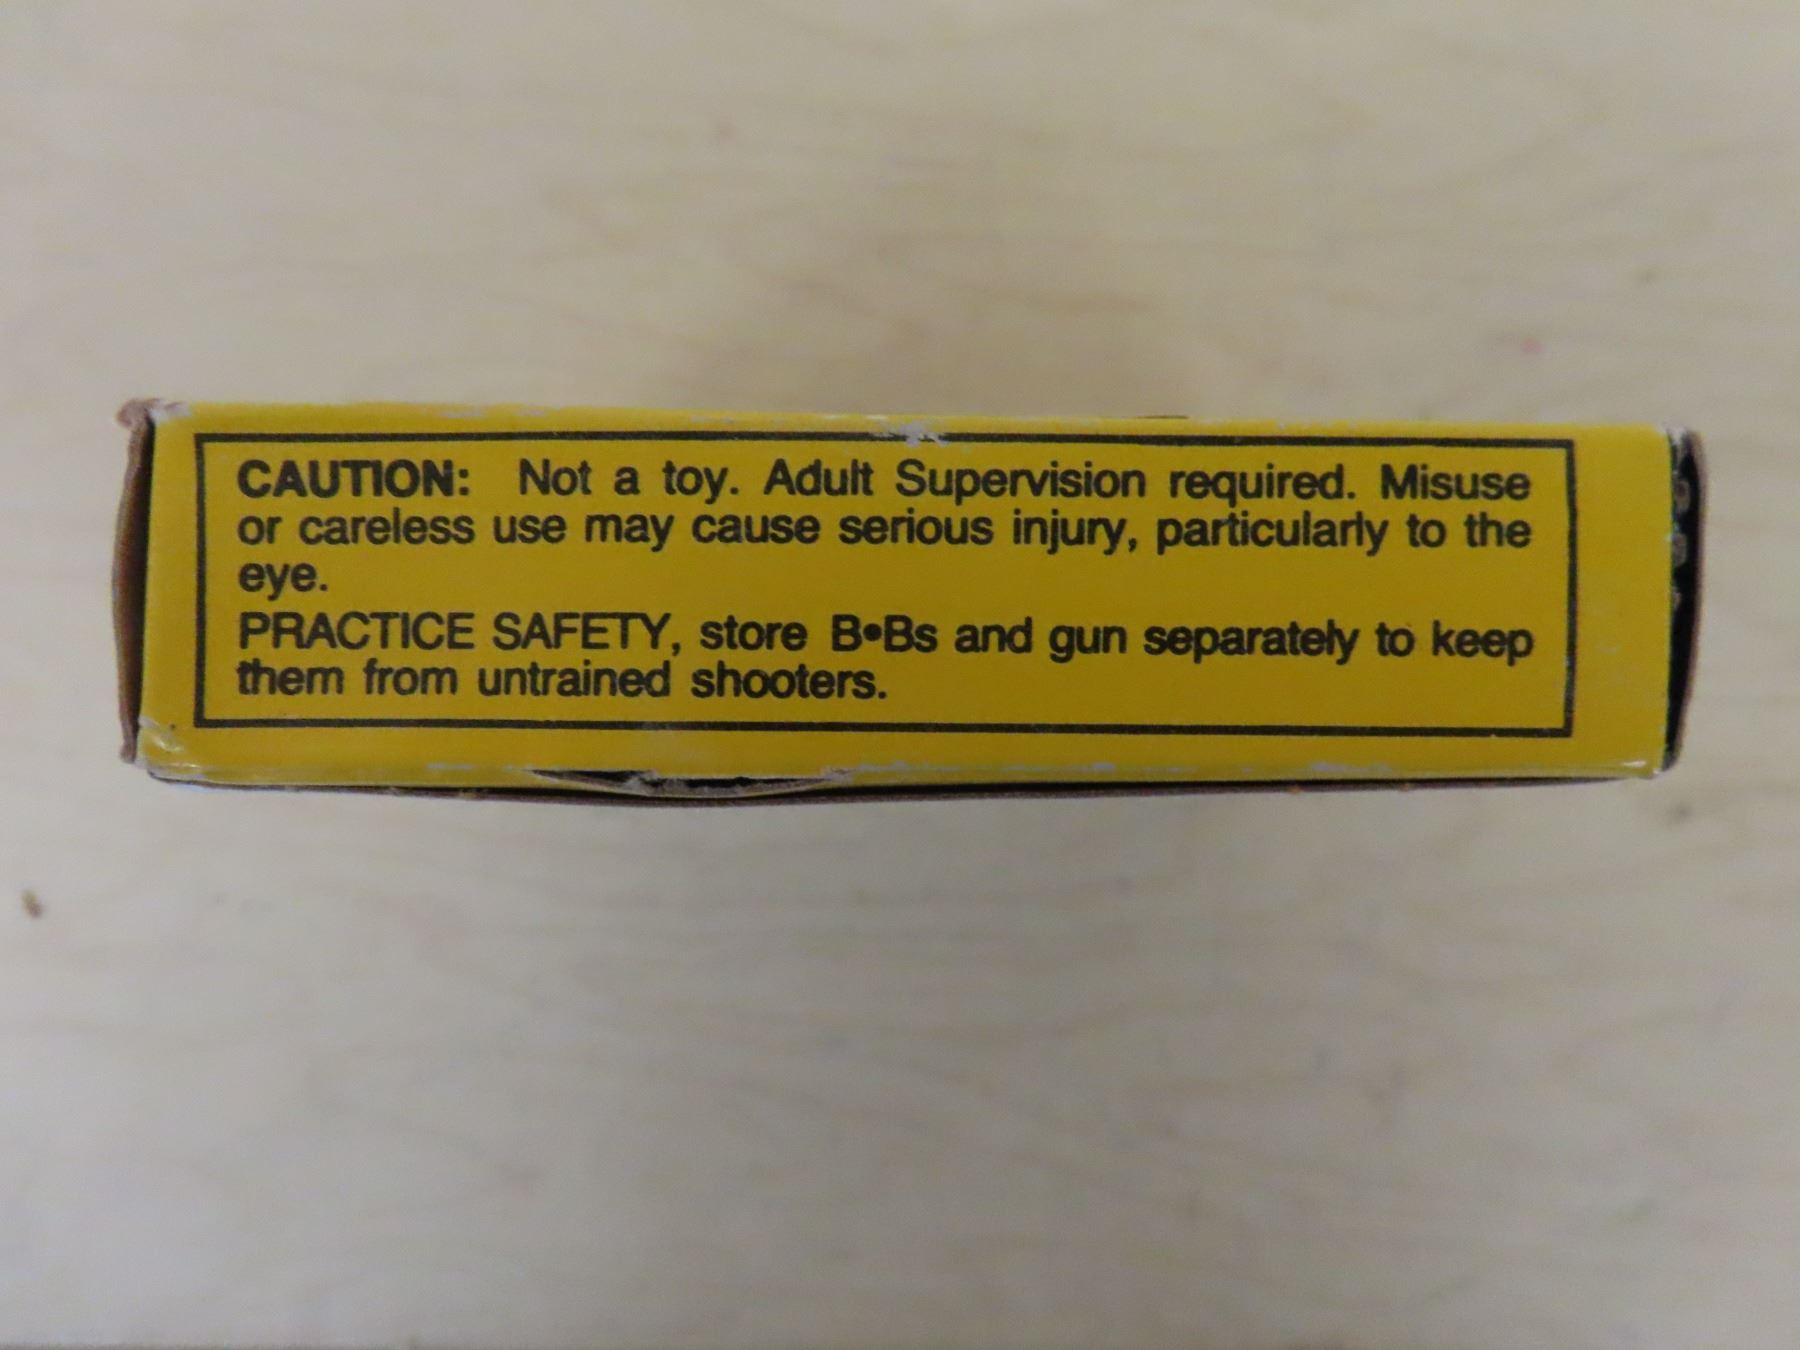 CAUTION: Not a toy. Adult Supervision required. Misuse
or careless use may cause serious injury, particularly to the
eye.
PRACTICE SAFETY, store B•Bs and gun separately to keep
them from untrained shooters.